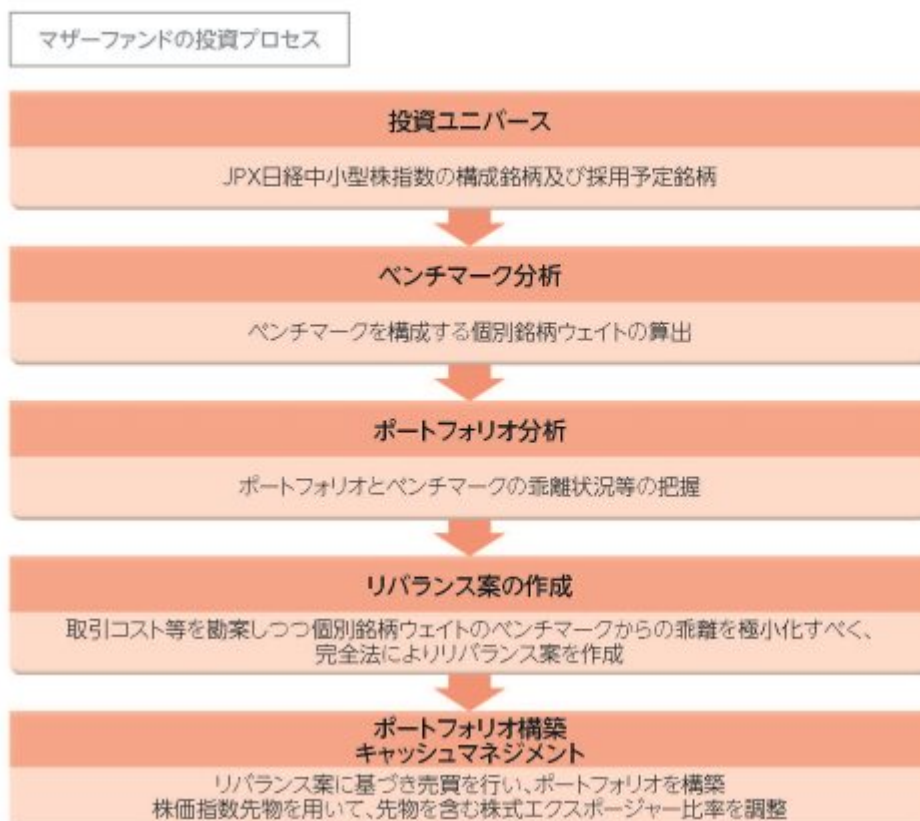 マザーファンドの投資プロセス
投資ユニバース
JPX日経中小型株指数の構成銘柄及び採用予定銘柄
ベンチマーク分析
ベンチマークを構成する個別銘柄ウェイトの算出
ポートフォリオ分析
ポートフォリオとベンチマークの乖離状況等の把握
リバランス案の作成
取引コスト等を勘案しつつ個別銘柄ウェイトのベンチマークからの乖離を極小化すべく、
完全法によりリバランス案を作成
ポートフォリオ構築
キャッシュマネジメント
リバランス案に基づき売買を行い、ポートフォリオを構築
株価指数先物を用いて、先物を含む株式エクスポージャー比率を調整